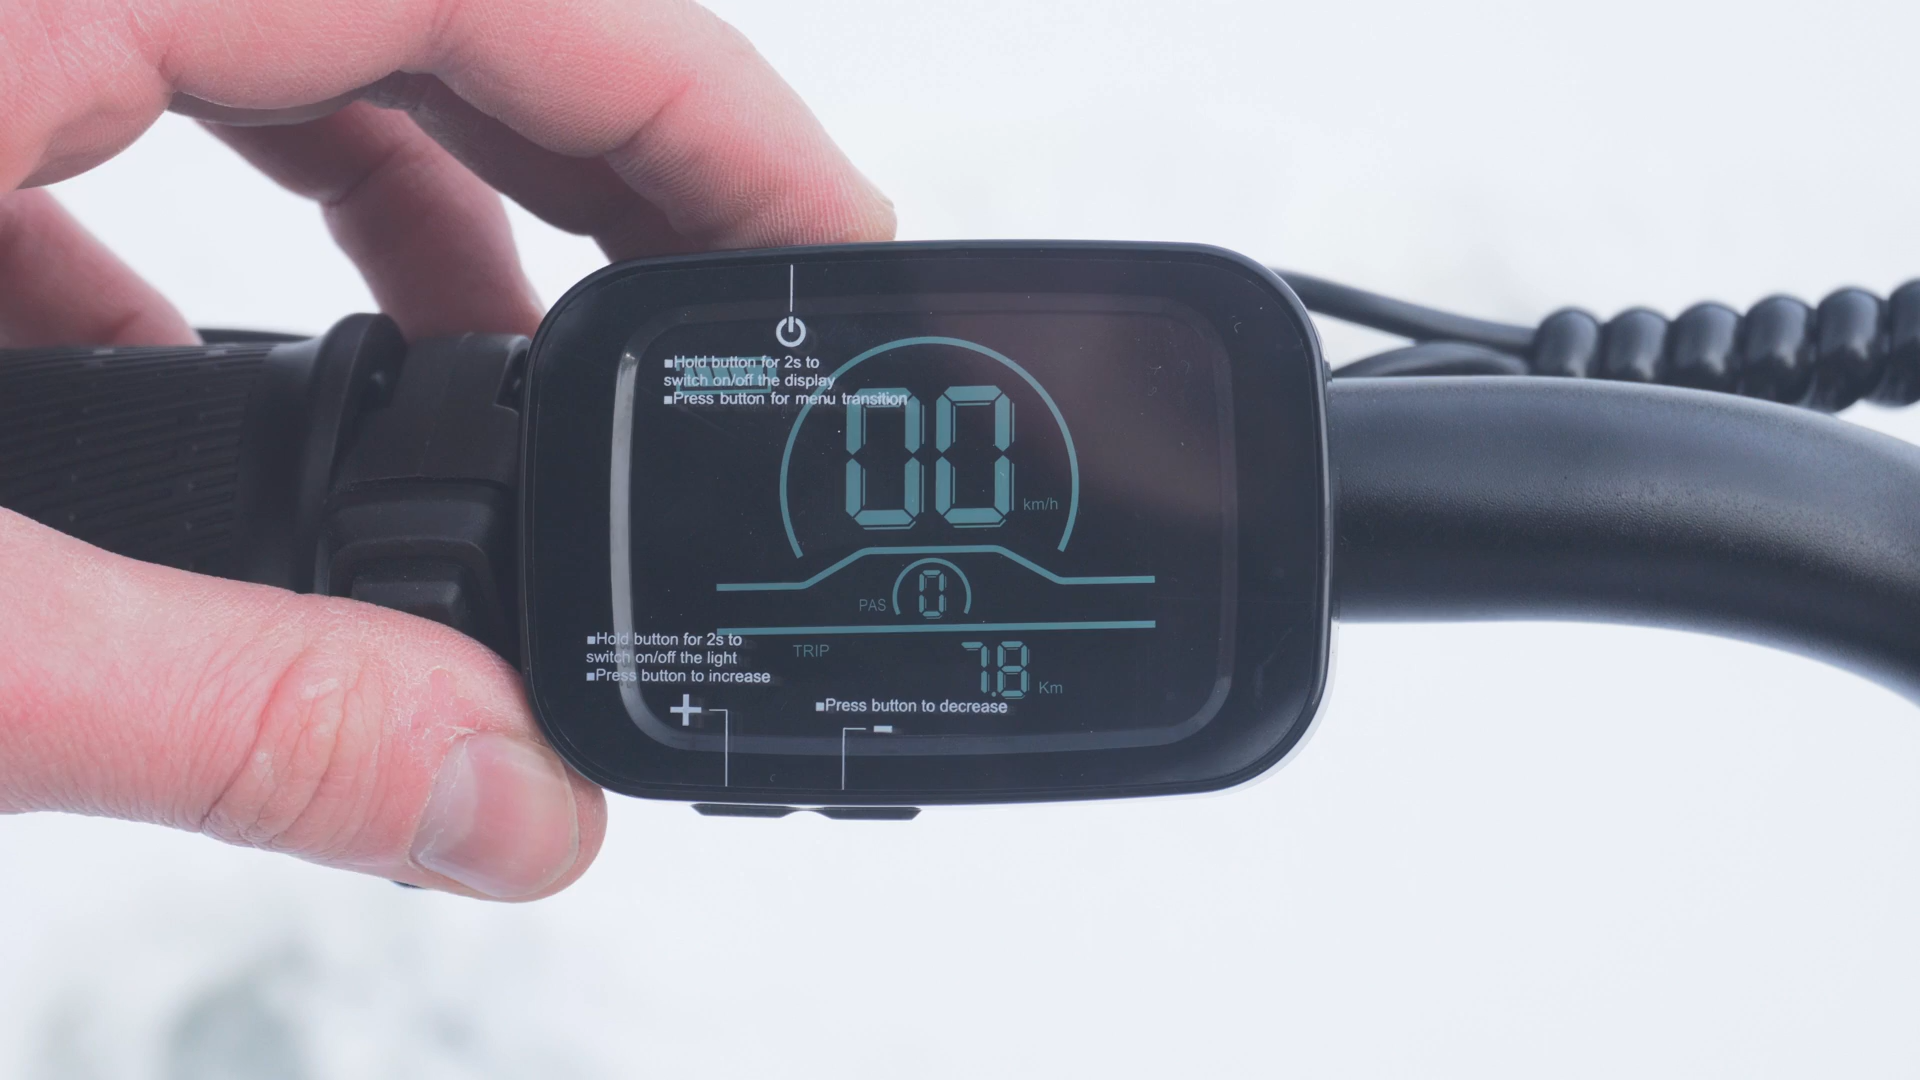 ■Hold button for 2s to
switch on/off the display
■Press button for menu transition
00
km/h
PAS 0
TRIP 7.8 Km
■Hold button for 2s to
switch on/off the light
■Press button to increase
+
■Press button to decrease
-